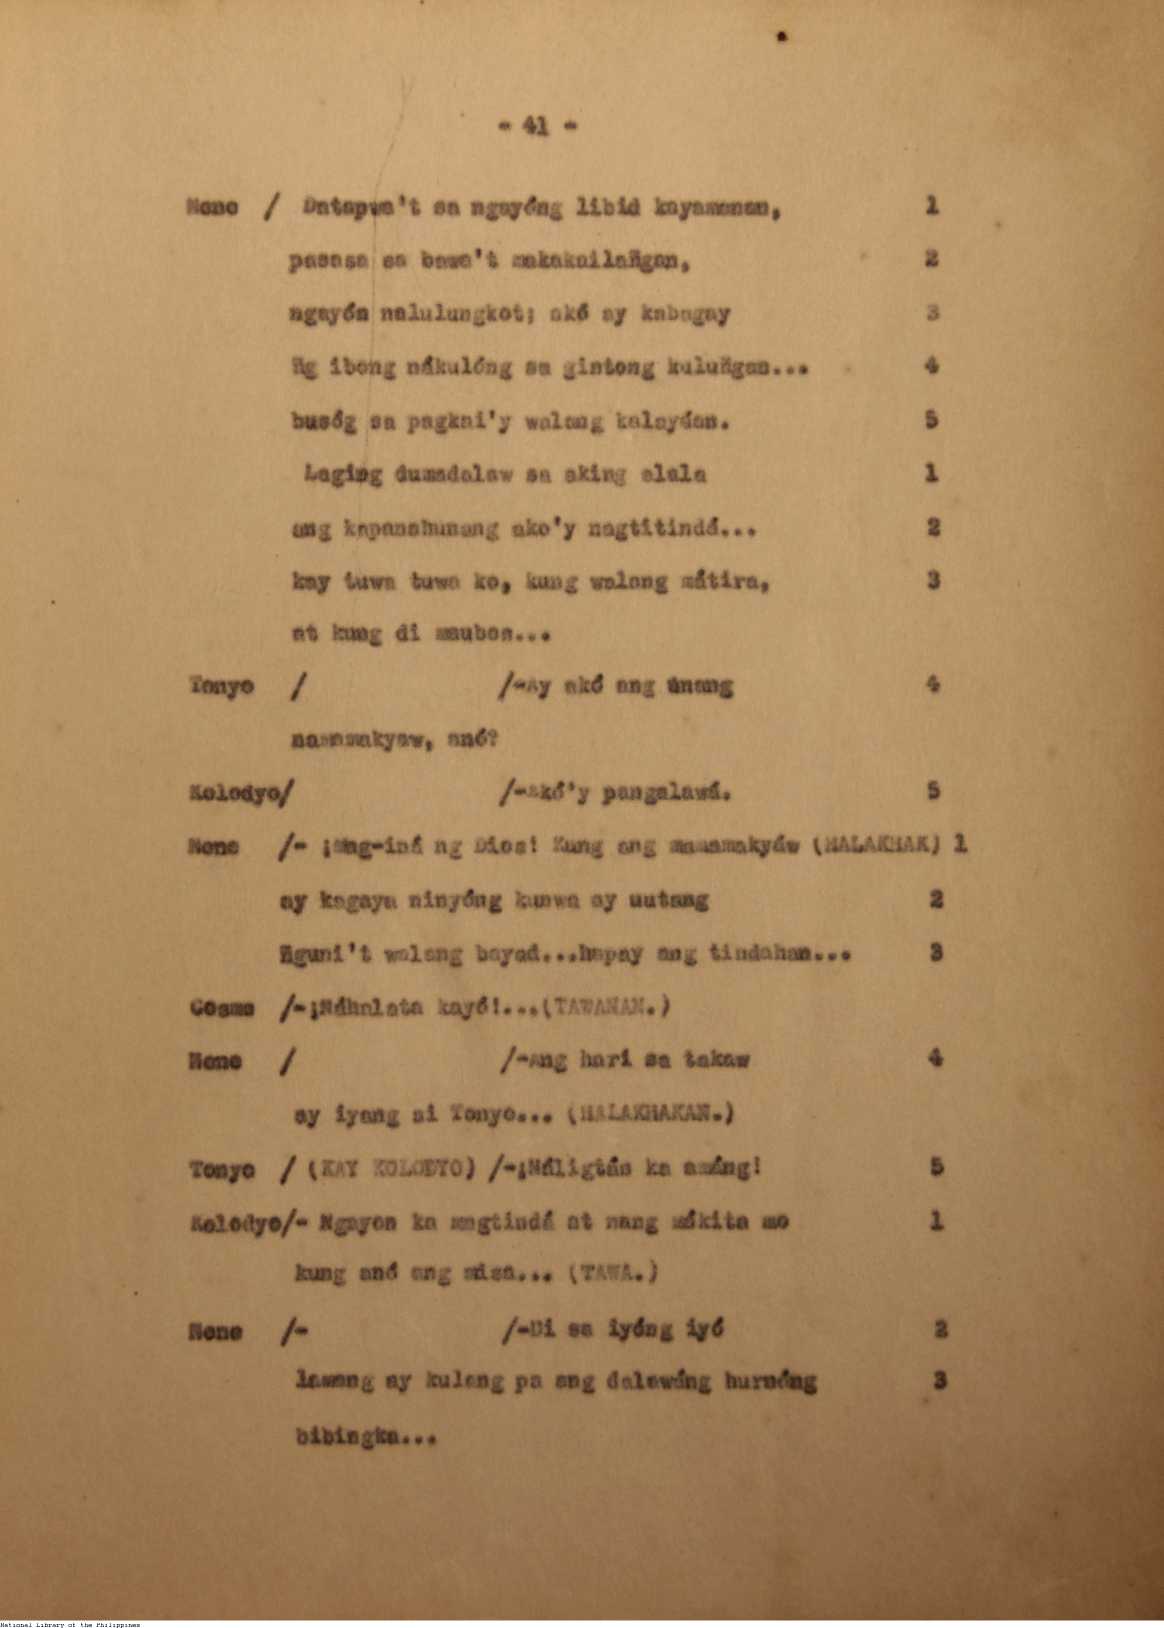 - 41 -
Nene / Datapwa't sa ngayóng libid kayamanan, 1
pasasa sa bawa't makakailañgan, 2
ngayón nalulungkot; akó ay kabagay 3
ñg ibong nákulóng sa gintong kuluñgan... 4
busóg sa pagkai'y walang kalayáan. 5
Laging dumadalaw sa aking alala 1
ang kapanahunang ako'y nagtitindá... 2
kay tuwa tuwa ko, kung walang mátira, 3
at kung di maubos...
Tonyo / /-Ay akó ang únang 4
namamakyaw, anó?
Kolodyo/ /-Akó'y pangalawá. 5
Nene /- ¡Mag-iná ng Dios! Kung ang mamamakyáw (HALAKHAK) 1
ay kagaya ninyóng kunwa ay uutang 2
ñguni't walang bayad...hapay ang tindahan... 3
Cosme /-¡Náhalata kayó!...(TAWANAN.)
Nene / /-Ang hari sa takaw 4
ay iyang si Tonyo... (HALAKHAKAN.)
Tonyo / (KAY KOLODYO) /-¡Náligtás ka amáng! 5
Kolodyo/- Ngayon ka magtindá at nang mákita mo 1
kung anó ang misa... (TAWA.)
Nene /- /-Di sa iyóng iyó 2
lamang ay kulang pa ang dalawáng hurnóng 3
bibingka...
National Library of the Philippines